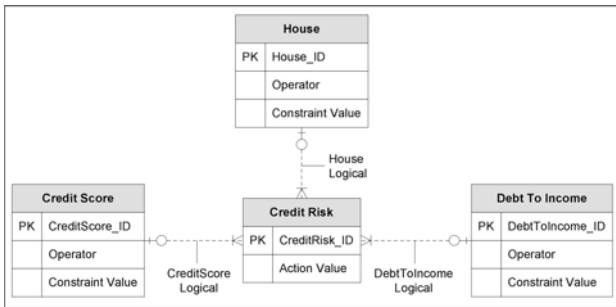 House
PK House_ID
Operator
Constraint Value
House
Logical
Credit Score
PK CreditScore_ID
Operator
Constraint Value
CreditScore
Logical
Credit Risk
PK CreditRisk_ID
Action Value
DebtToIncome
Logical
Debt To Income
PK DebtToIncome_ID
Operator
Constraint Value